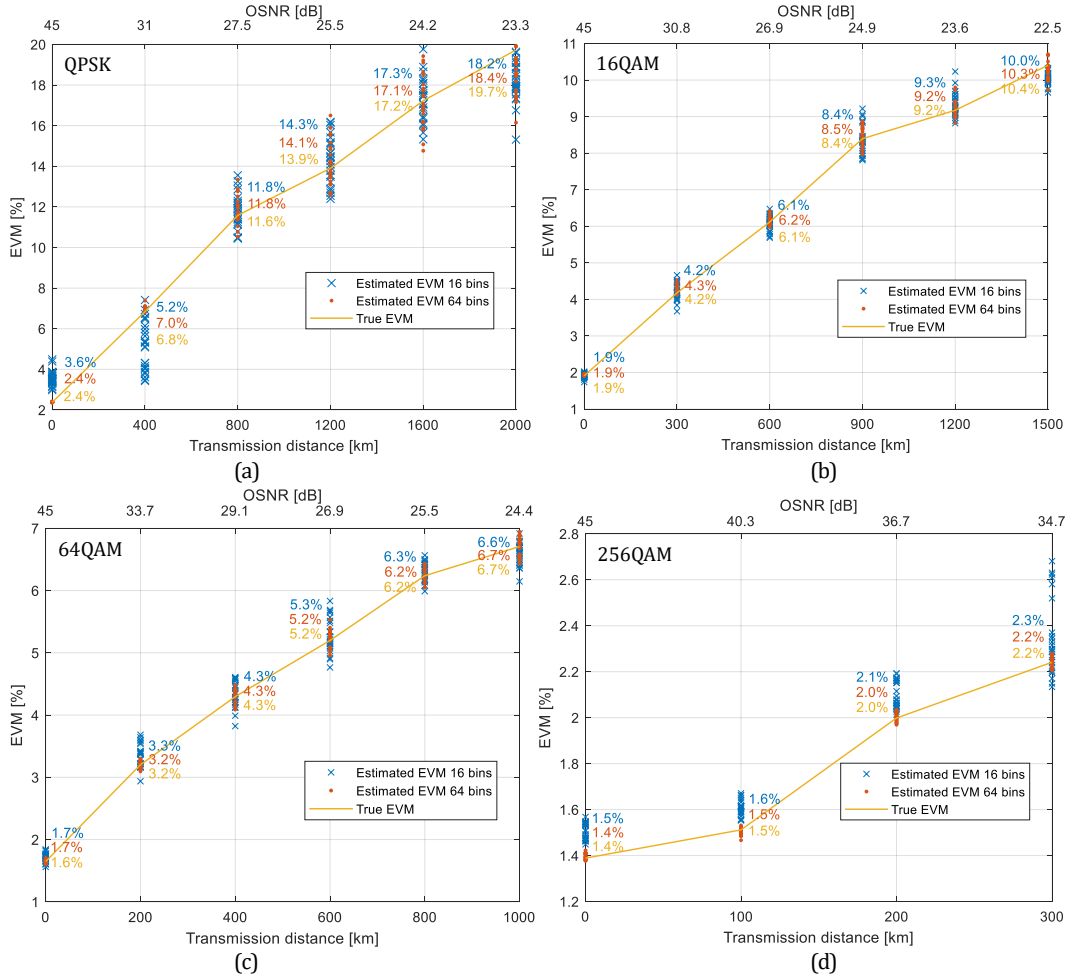 OSNR [dB]
45 31 27.5 25.5 24.2 23.3
QPSK
EVM [%]
20
18
16
14
12
10
8
6
4
2
3.6%
2.4%
2.4%
5.2%
7.0%
6.8%
11.8%
11.8%
11.6%
14.3%
14.1%
13.9%
17.3%
17.1%
17.2%
18.2%
18.4%
19.7%
Estimated EVM 16 bins
Estimated EVM 64 bins
True EVM
0 400 800 1200 1600 2000
Transmission distance [km]
(a)
OSNR [dB]
45 30.8 26.9 24.9 23.6 22.5
16QAM
EVM [%]
11
10
9
8
7
6
5
4
3
2
1
1.9%
1.9%
1.9%
4.2%
4.3%
4.2%
6.1%
6.2%
6.1%
8.4%
8.5%
8.4%
9.3%
9.2%
9.2%
10.0%
10.3%
10.4%
Estimated EVM 16 bins
Estimated EVM 64 bins
True EVM
0 300 600 900 1200 1500
Transmission distance [km]
(b)
OSNR [dB]
45 33.7 29.1 26.9 25.5 24.4
64QAM
EVM [%]
7
6
5
4
3
2
1
1.7%
1.7%
1.6%
3.3%
3.2%
3.2%
4.3%
4.3%
4.3%
5.3%
5.2%
5.2%
6.3%
6.2%
6.2%
6.6%
6.7%
6.7%
Estimated EVM 16 bins
Estimated EVM 64 bins
True EVM
0 200 400 600 800 1000
Transmission distance [km]
(c)
OSNR [dB]
45 40.3 36.7 34.7
256QAM
EVM [%]
2.8
2.6
2.4
2.2
2.0
1.8
1.6
1.4
1.2
1.5%
1.4%
1.4%
1.6%
1.5%
1.5%
2.1%
2.0%
2.0%
2.3%
2.2%
2.2%
Estimated EVM 16 bins
Estimated EVM 64 bins
True EVM
0 100 200 300
Transmission distance [km]
(d)